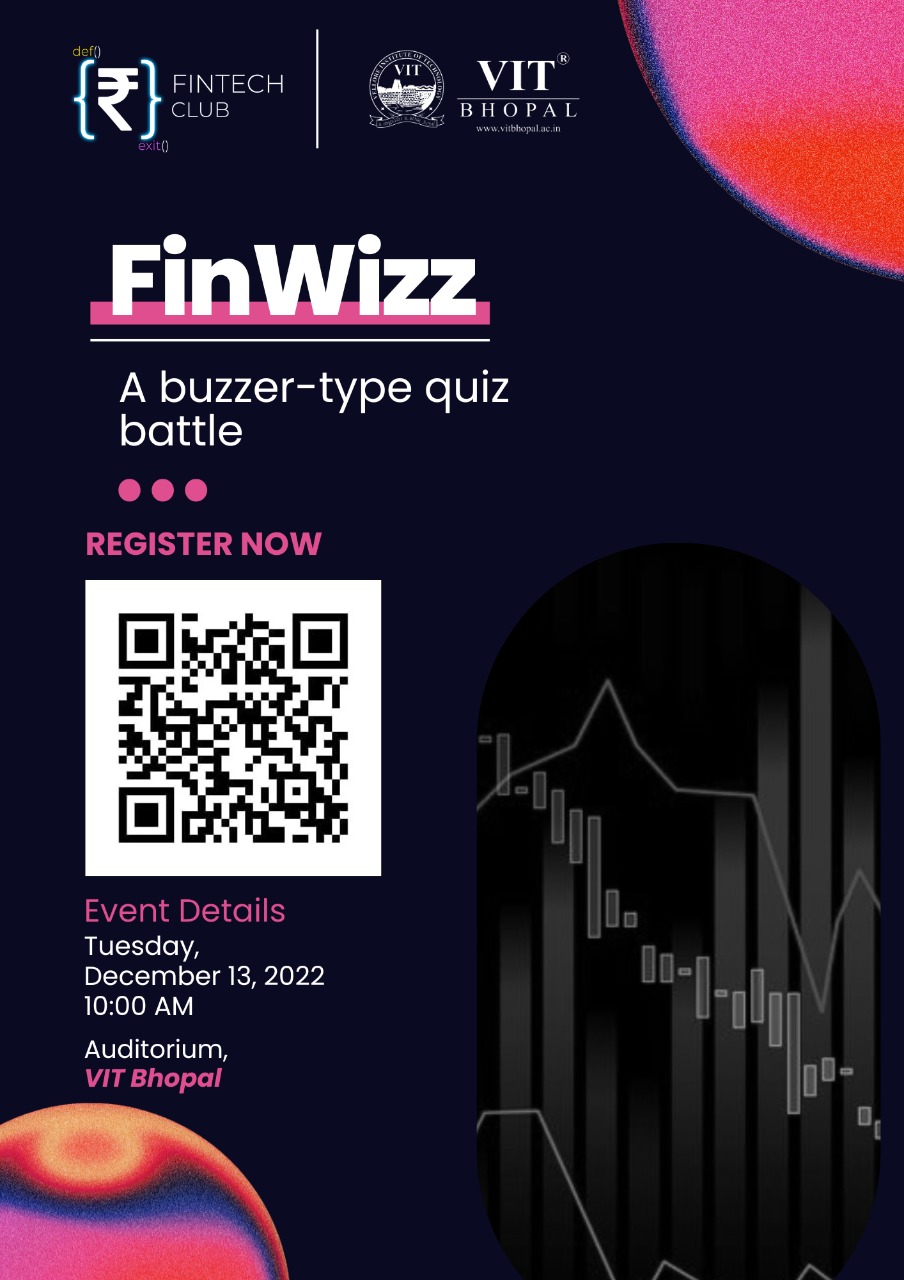 def()
FINTECH
CLUB
exit()
VIT
VIT®
BHOPAL
www.vitbhopal.ac.in
FinWizz
A buzzer-type quiz
battle
REGISTER NOW
Event Details
Tuesday,
December 13, 2022
10:00 AM
Auditorium,
VIT Bhopal